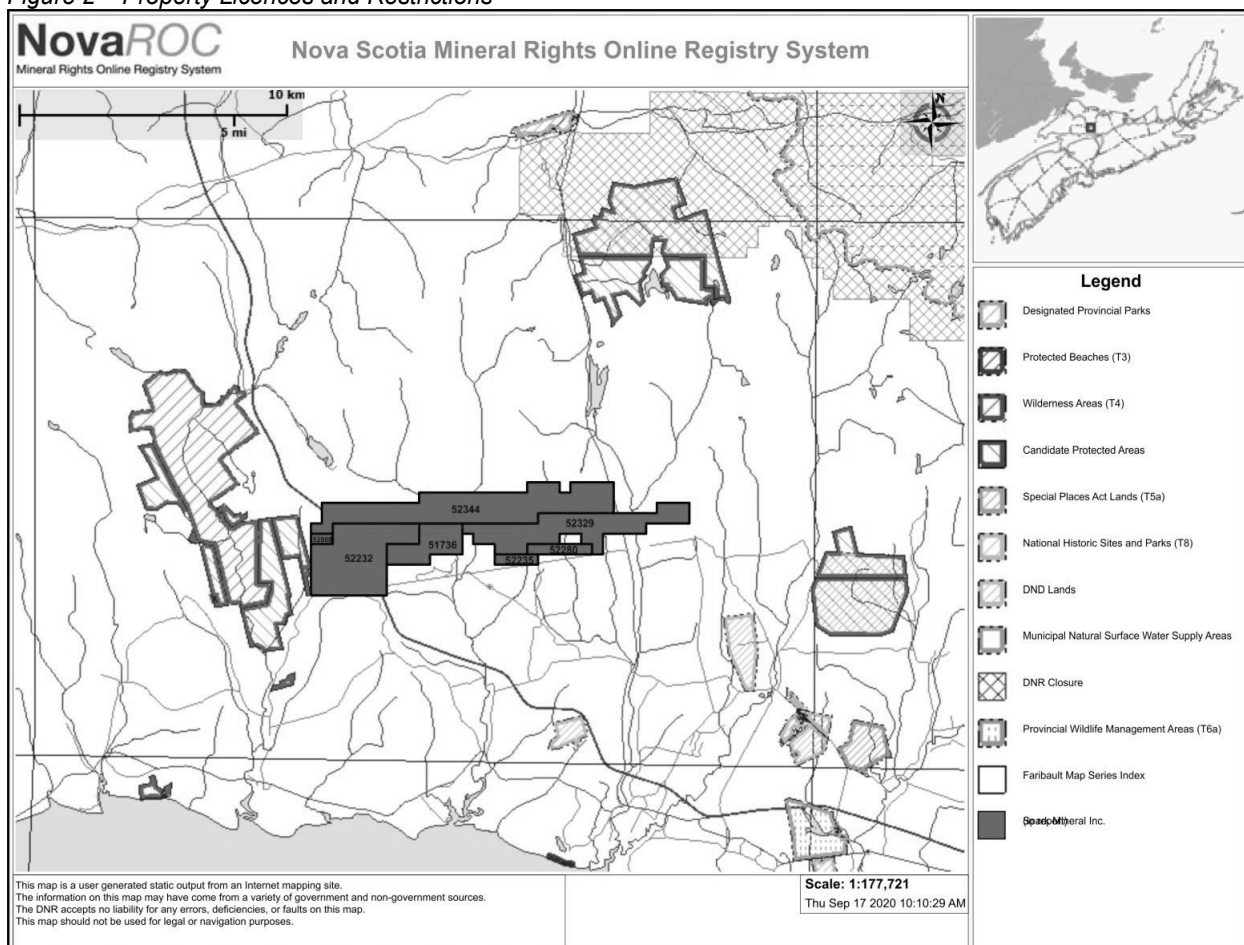 Figure 2 – Property Licences and Restrictions
NovaROC
Mineral Rights Online Registry System
Nova Scotia Mineral Rights Online Registry System
10 km
5 mi
N
52344
52329
52232
51736
52280
52235
Legend
Designated Provincial Parks
Protected Beaches (T3)
Wilderness Areas (T4)
Candidate Protected Areas
Special Places Act Lands (T5a)
National Historic Sites and Parks (T8)
DND Lands
Municipal Natural Surface Water Supply Areas
DNR Closure
Provincial Wildlife Management Areas (T6a)
Faribault Map Series Index
Mineral Inc.
This map is a user generated static output from an Internet mapping site.
The information on this map may have come from a variety of government and non-government sources.
The DNR accepts no liability for any errors, deficiencies, or faults on this map.
This map should not be used for legal or navigation purposes.
Scale: 1:177,721
Thu Sep 17 2020 10:10:29 AM